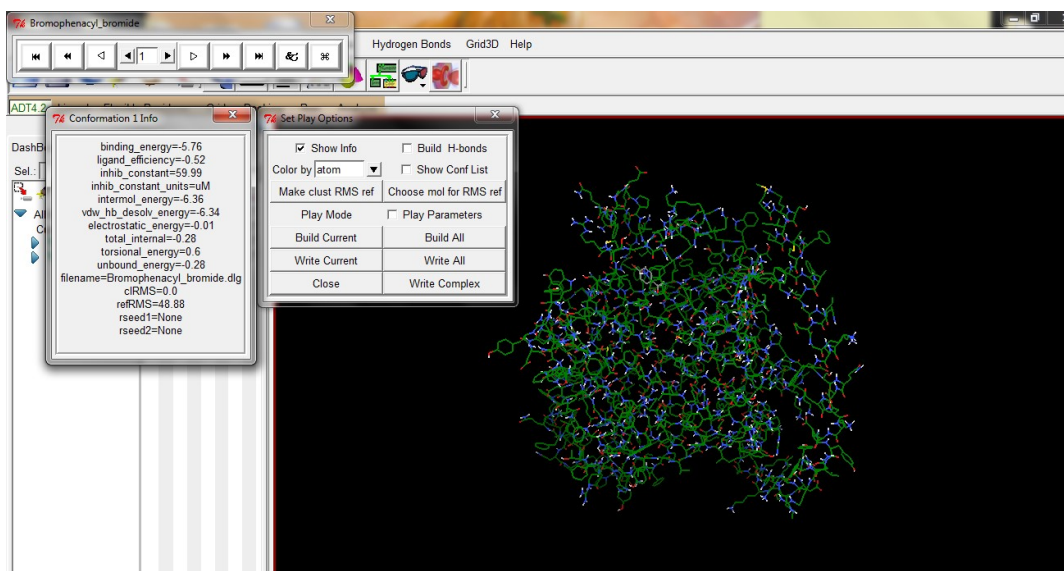 Bromophenacyl_bromide
1
Hydrogen Bonds Grid3D Help
ADT4.2
Conformation 1 Info
binding_energy=-5.76
ligand_efficiency=-0.52
inhib_constant=59.99
inhib_constant_units=uM
intermol_energy=-6.36
vdw_hb_desolv_energy=-6.34
electrostatic_energy=-0.01
total_internal=-0.28
torsional_energy=0.6
unbound_energy=-0.28
filename=Bromophenacyl_bromide.dlg
clRMS=0.0
refRMS=48.88
rseed1=None
rseed2=None
Set Play Options
Show Info Build H-bonds
Color by atom Show Conf List
Make clust RMS ref Choose mol for RMS ref
Play Mode Play Parameters
Build Current Build All
Write Current Write All
Close Write Complex
Sel.: